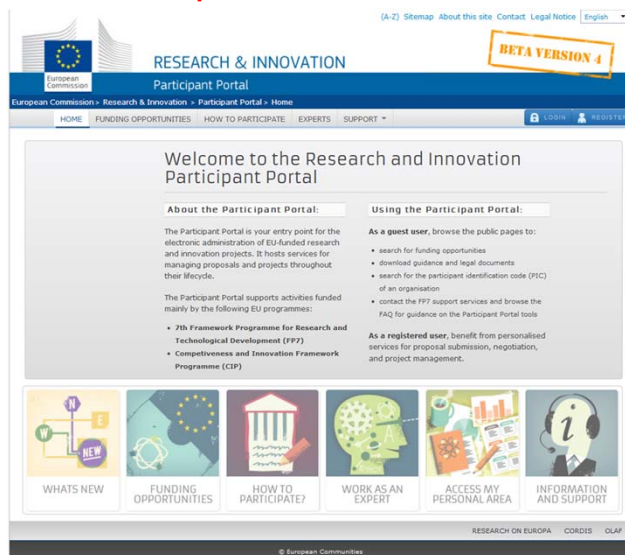 (A-Z) Sitemap About this site Contact Legal Notice English
BETA VERSION 4
European
Commission
RESEARCH & INNOVATION
Participant Portal
European Commission > Research & Innovation > Participant Portal > Home
HOME FUNDING OPPORTUNITIES HOW TO PARTICIPATE EXPERTS SUPPORT
LOGIN REGISTER
Welcome to the Research and Innovation
Participant Portal
About the Participant Portal:
The Participant Portal is your entry point for the
electronic administration of EU-funded research
and innovation projects. It hosts services for
managing proposals and projects throughout
their lifecycle.
The Participant Portal supports activities funded
mainly by the following EU programmes:
• 7th Framework Programme for Research and
Technological Development (FP7)
• Competiveness and Innovation Framework
Programme (CIP)
Using the Participant Portal:
As a guest user, browse the public pages to:
• search for funding opportunities
• download guidance and legal documents
• search for the participant identification code (PIC)
of an organisation
• contact the FP7 support services and browse the
FAQ for guidance on the Participant Portal tools
As a registered user, benefit from personalised
services for proposal submission, negotiation,
and project management.
N
W E
NEW
WHATS NEW
FUNDING
OPPORTUNITIES
HOW TO
PARTICIPATE?
Q A
WORK AS AN
EXPERT
ACCESS MY
PERSONAL AREA
i
INFORMATION
AND SUPPORT
RESEARCH ON EUROPA CORDIS OLAF
© European Communities